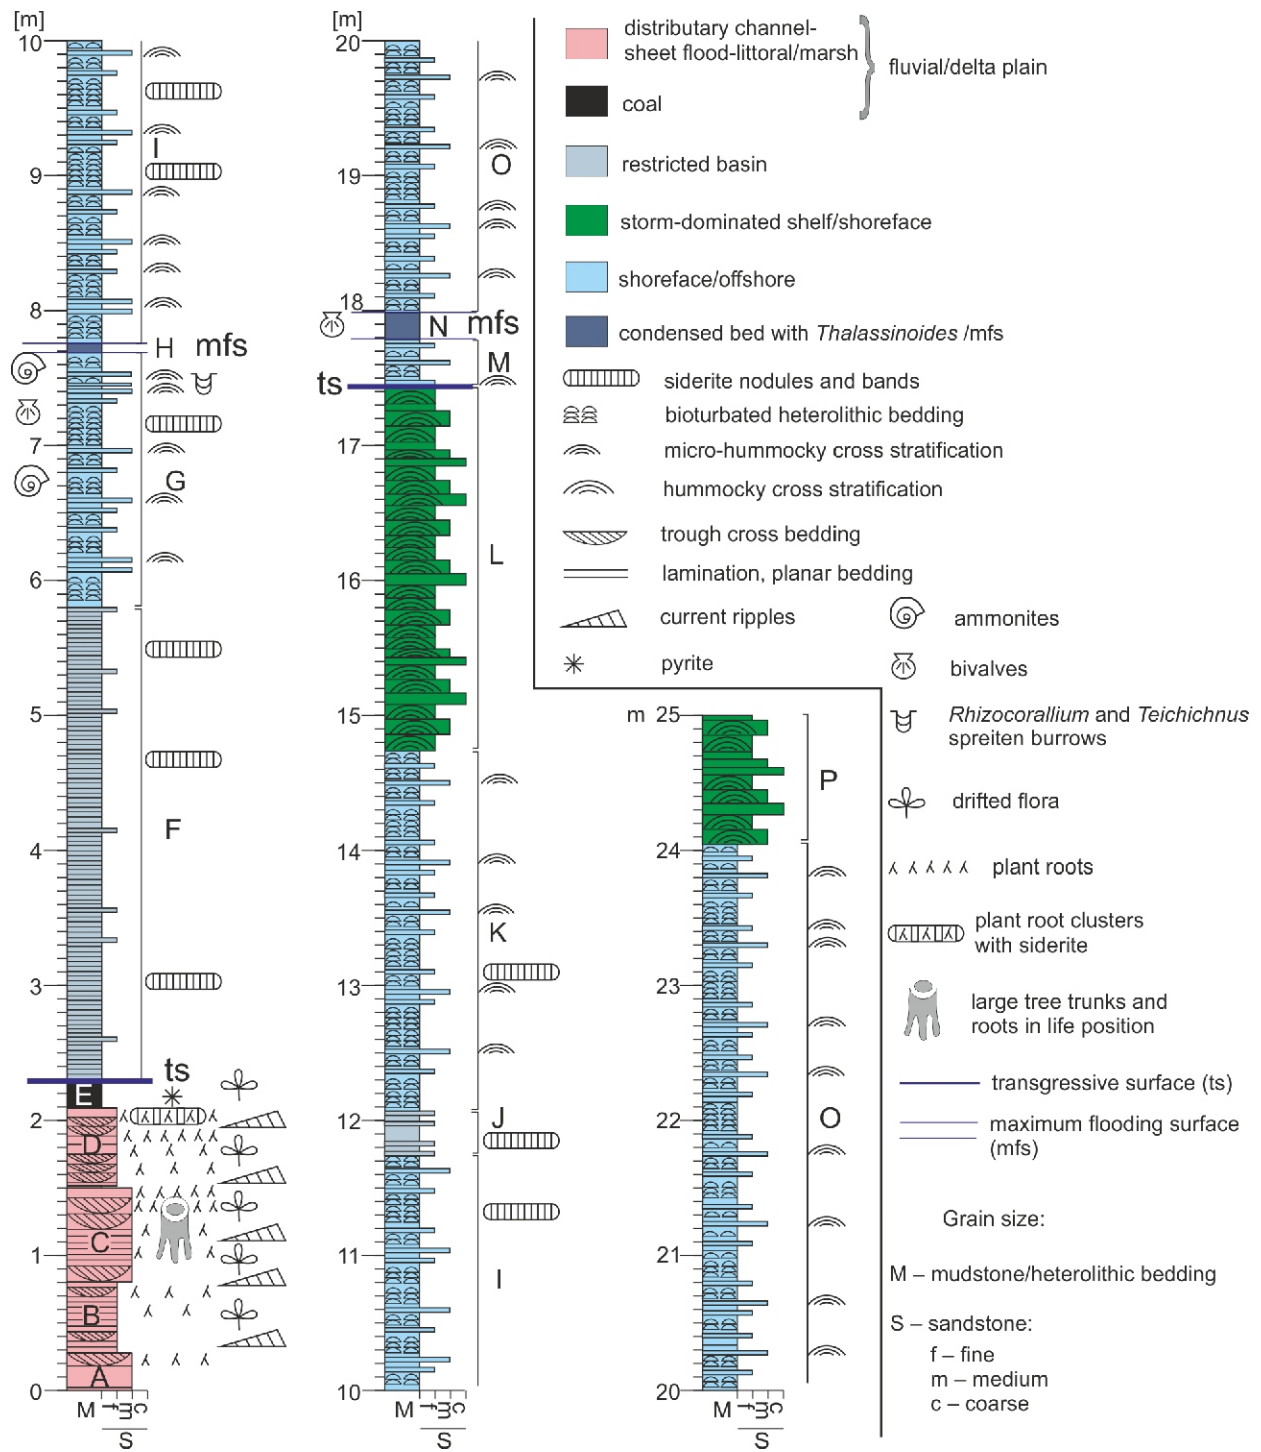 [m]
10
9
8
7
6
5
4
3
2
1
0
I
H
mfs
G
F
ts
E
D
C
B
A
M
f
m
c
S
[m]
20
19
18
17
16
15
14
13
12
11
10
O
N
mfs
M
ts
L
K
J
I
M
f
m
c
S
distributary channel-
sheet flood-littoral/marsh
fluvial/delta plain
coal
restricted basin
storm-dominated shelf/shoreface
shoreface/offshore
condensed bed with Thalassinoides /mfs
siderite nodules and bands
bioturbated heterolithic bedding
micro-hummocky cross stratification
hummocky cross stratification
trough cross bedding
lamination, planar bedding
current ripples
pyrite
m
25
24
23
22
21
20
P
O
M
f
m
c
S
ammonites
bivalves
Rhizocorallium and Teichichnus
spreiten burrows
drifted flora
plant roots
plant root clusters
with siderite
large tree trunks and
roots in life position
transgressive surface (ts)
maximum flooding surface
(mfs)
Grain size:
M – mudstone/heterolithic bedding
S – sandstone:
f – fine
m – medium
c – coarse